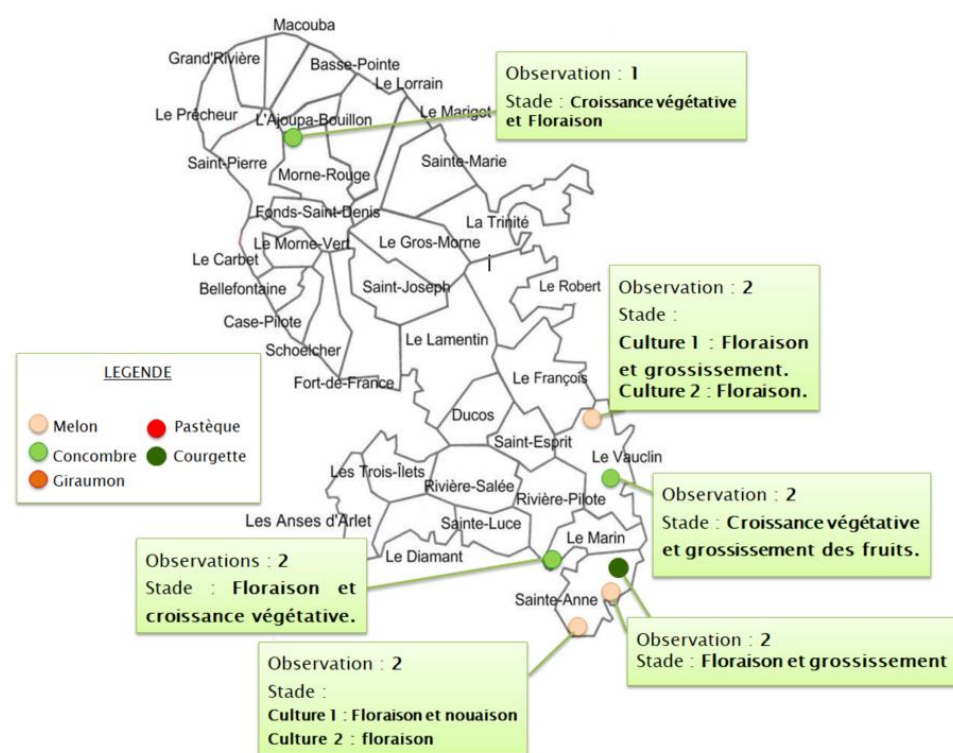 Macouba
Grand'Rivière
Basse-Pointe
Le Lorrain
Le Prêcheur
L'Ajoupa-Bouillon
Le Marigot
Saint-Pierre
Morne-Rouge
Sainte-Marie
Fonds-Saint-Denis
La Trinité
Le Morne-Vert
Le Gros-Morne
Le Carbet
Bellefontaine
Saint-Joseph
Le Robert
Case-Pilote
Schoelcher
Le Lamentin
Fort-de-France
Le François
Ducos
Saint-Esprit
Le Vauclin
Les Trois-Îlets
Rivière-Salée
Rivière-Pilote
Les Anses d'Arlet
Sainte-Luce
Le Marin
Le Diamant
Sainte-Anne
Observation : 1
Stade : Croissance végétative
et Floraison
Observation : 2
Stade :
Culture 1 : Floraison
et grossissement.
Culture 2 : Floraison.
LEGENDE
Melon
Pastèque
Concombre
Courgette
Giraumon
Observation : 2
Stade : Croissance végétative
et grossissement des fruits.
Observations : 2
Stade : Floraison et
croissance végétative.
Observation : 2
Stade : Floraison et grossissement
Observation : 2
Stade :
Culture 1 : Floraison et nouaison
Culture 2 : floraison